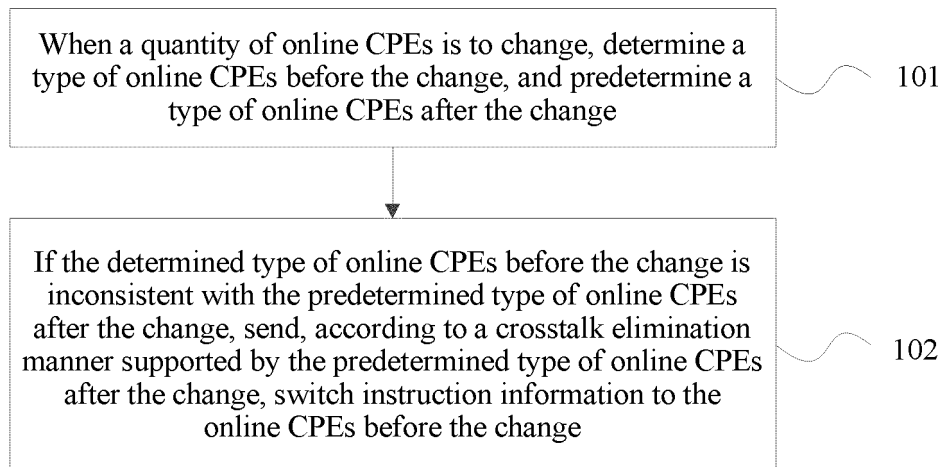 When a quantity of online CPEs is to change, determine a
type of online CPEs before the change, and predetermine a
type of online CPEs after the change
101
If the determined type of online CPEs before the change is
inconsistent with the predetermined type of online CPEs
after the change, send, according to a crosstalk elimination
manner supported by the predetermined type of online CPEs
after the change, switch instruction information to the
online CPEs before the change
102